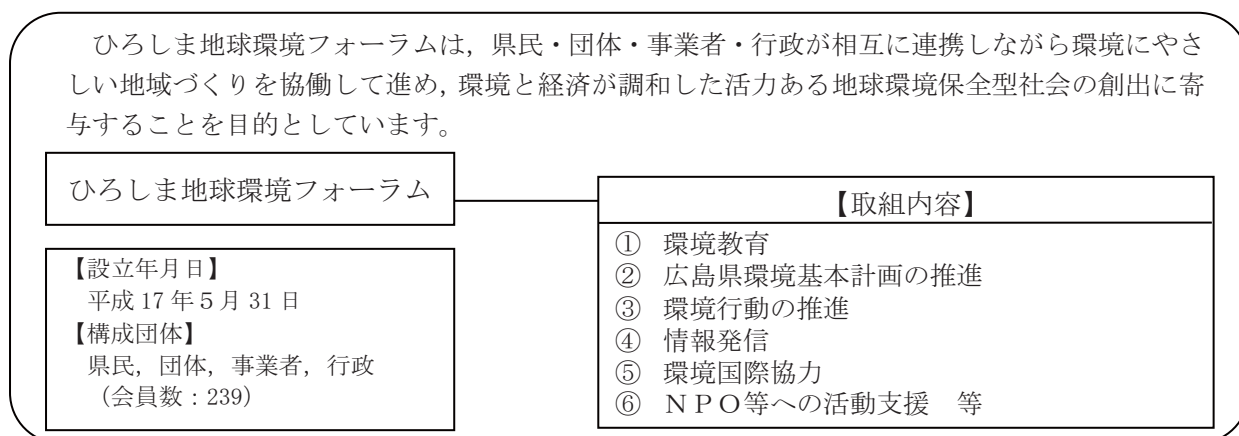 ひろしま地球環境フォーラムは，県民・団体・事業者・行政が相互に連携しながら環境にやさ
しい地域づくりを協働して進め，環境と経済が調和した活力ある地球環境保全型社会の創出に寄
与することを目的としています。
ひろしま地球環境フォーラム
【設立年月日】
平成 17 年５月 31 日
【構成団体】
県民，団体，事業者，行政
（会員数：239）
【取組内容】
① 環境教育
② 広島県環境基本計画の推進
③ 環境行動の推進
④ 情報発信
⑤ 環境国際協力
⑥ ＮＰＯ等への活動支援　等